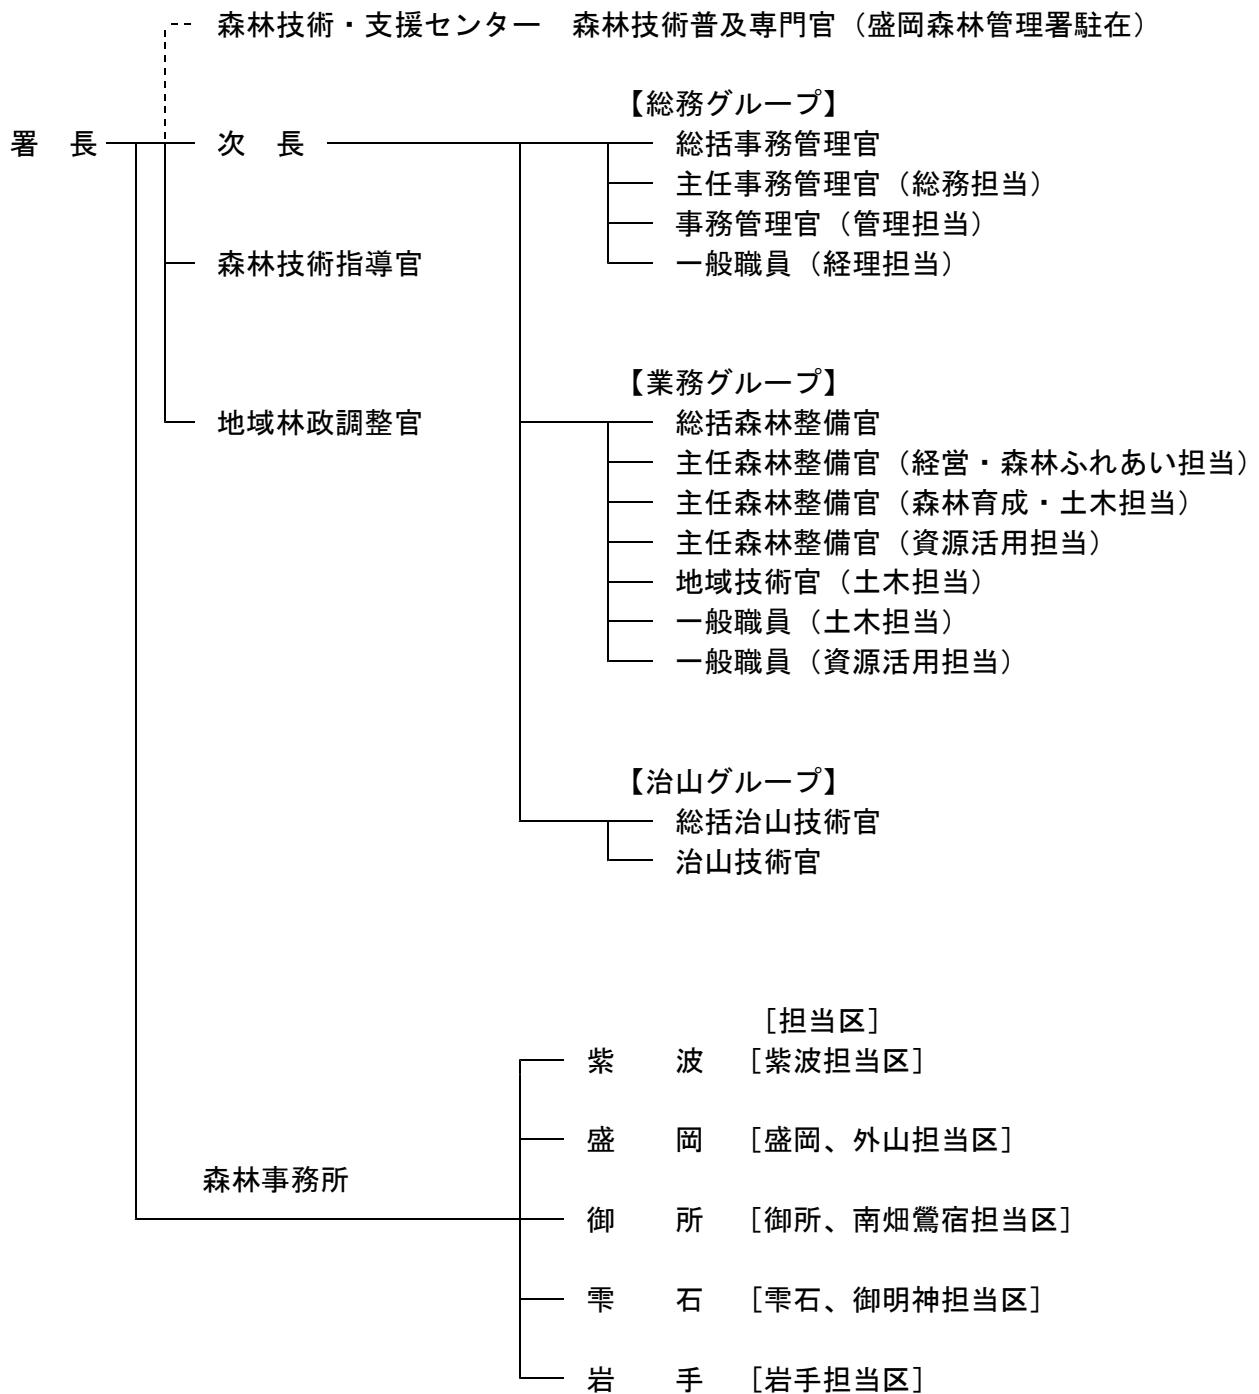 森林技術・支援センター　森林技術普及専門官（盛岡森林管理署駐在）
【総務グループ】
署　長　次　長　総括事務管理官
主任事務管理官（総務担当）
事務管理官（管理担当）
森林技術指導官　一般職員（経理担当）
【業務グループ】
地域林政調整官　総括森林整備官
主任森林整備官（経営・森林ふれあい担当）
主任森林整備官（森林育成・土木担当）
主任森林整備官（資源活用担当）
地域技術官（土木担当）
一般職員（土木担当）
一般職員（資源活用担当）
【治山グループ】
総括治山技術官
治山技術官
［担当区］
紫　波　［紫波担当区］
盛　岡　［盛岡、外山担当区］
森林事務所
御　所　［御所、南畑鶯宿担当区］
雫　石　［雫石、御明神担当区］
岩　手　［岩手担当区］